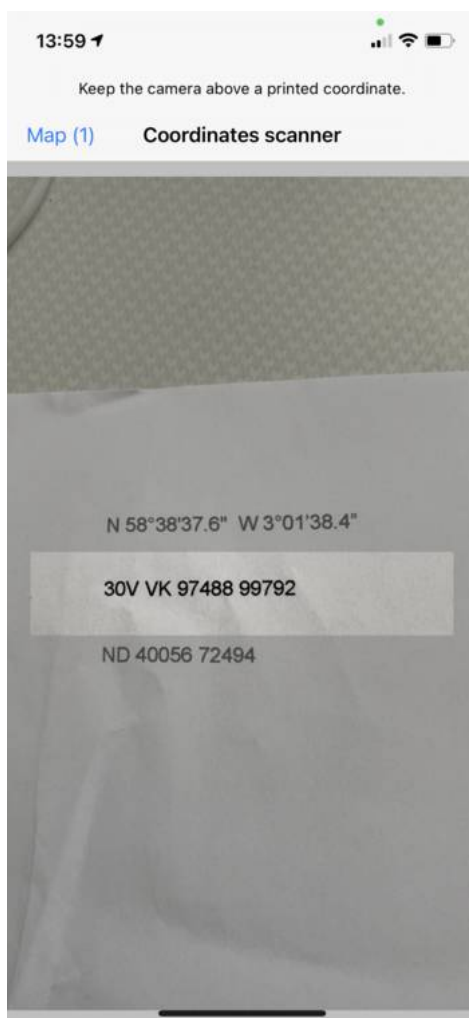 13:59
Keep the camera above a printed coordinate.
Map (1) Coordinates scanner
N 58°38'37.6" W 3°01'38.4"
30V VK 97488 99792
ND 40056 72494